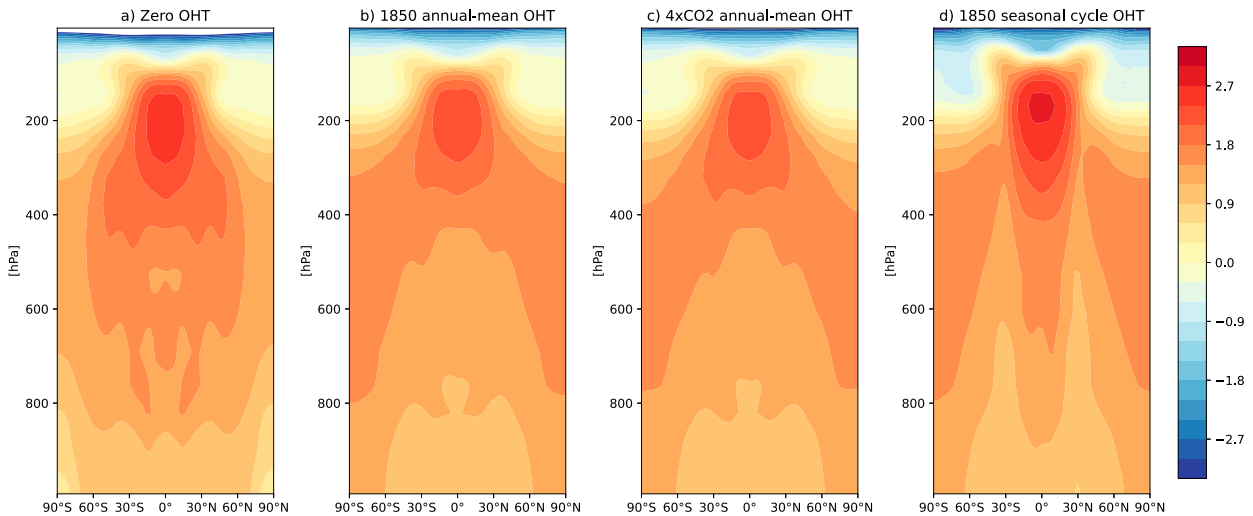 a) Zero OHT
b) 1850 annual-mean OHT
c) 4xCO2 annual-mean OHT
d) 1850 seasonal cycle OHT
[hPa]
200
400
600
800
90°S 60°S 30°S 0° 30°N 60°N 90°N
[hPa]
200
400
600
800
90°S 60°S 30°S 0° 30°N 60°N 90°N
[hPa]
200
400
600
800
90°S 60°S 30°S 0° 30°N 60°N 90°N
[hPa]
200
400
600
800
90°S 60°S 30°S 0° 30°N 60°N 90°N
2.7
1.8
0.9
0.0
−0.9
−1.8
−2.7